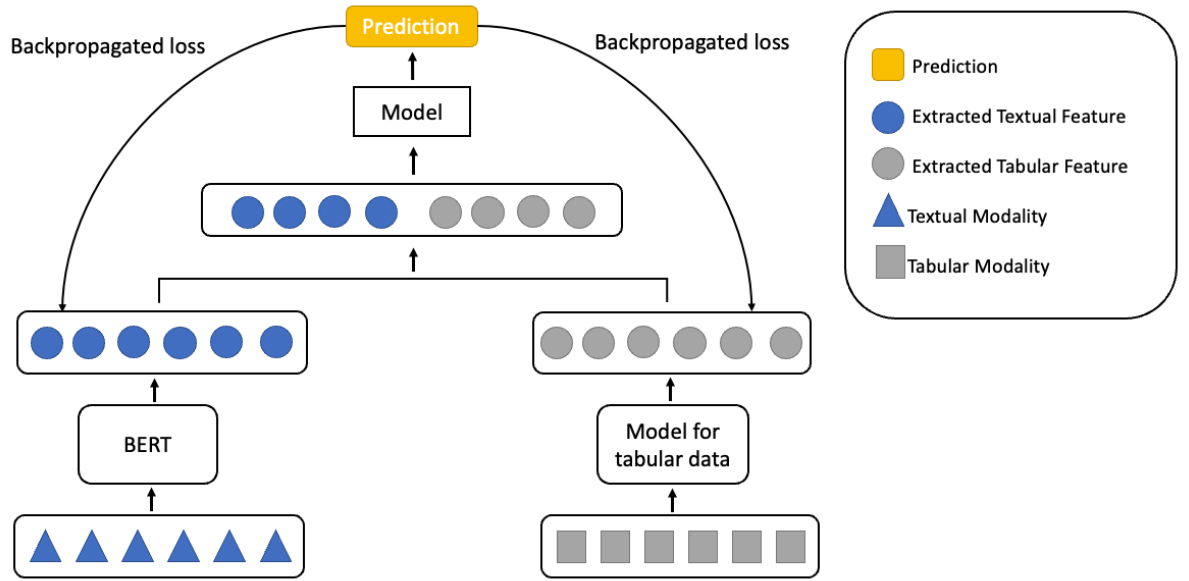 Prediction
Backpropagated loss
Backpropagated loss
Model
BERT
Model for
tabular data
Prediction
Extracted Textual Feature
Extracted Tabular Feature
Textual Modality
Tabular Modality